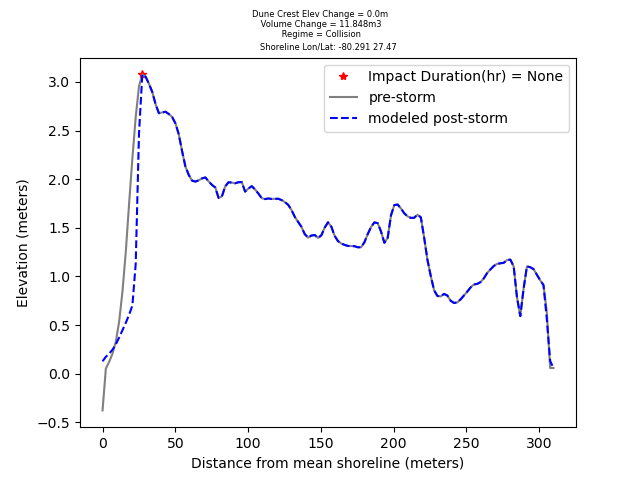 Dune Crest Elev Change = 0.0m
Volume Change = 11.848m3
Regime = Collision
Shoreline Lon/Lat: -80.291 27.47
Impact Duration(hr) = None
pre-storm
modeled post-storm
Elevation (meters)
3.0
2.5
2.0
1.5
1.0
0.5
0.0
−0.5
0 50 100 150 200 250 300
Distance from mean shoreline (meters)